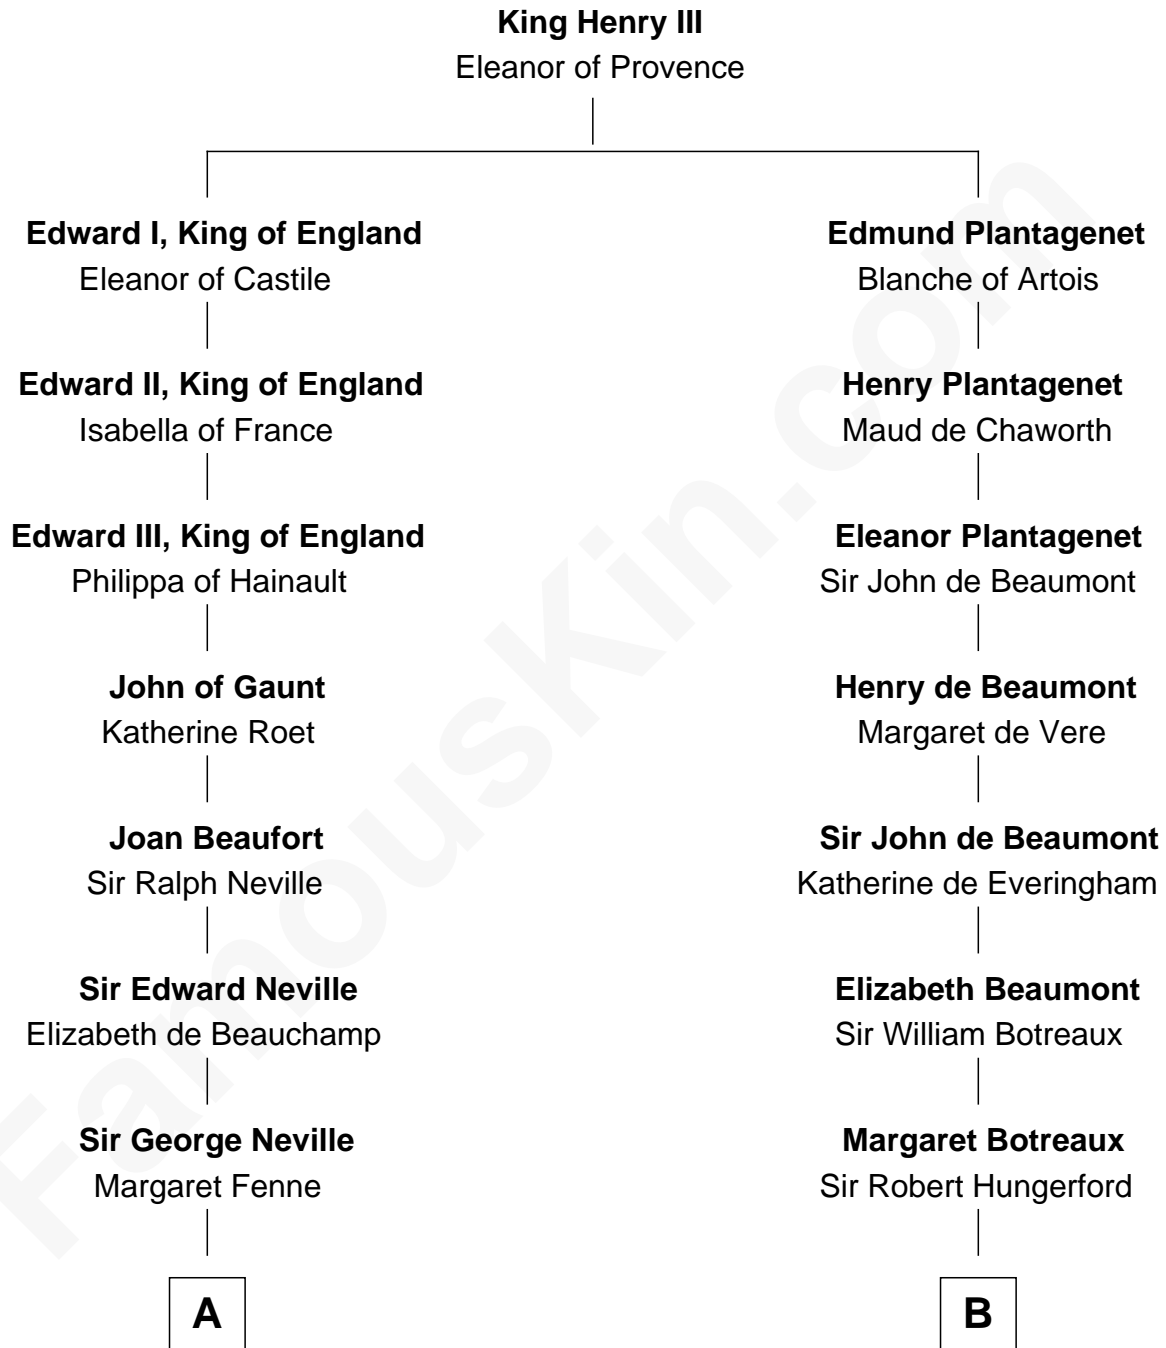 King Henry III
Eleanor of Provence
Edward I, King of England
Eleanor of Castile
Edmund Plantagenet
Blanche of Artois
Edward II, King of England
Isabella of France
Henry Plantagenet
Maud de Chaworth
Edward III, King of England
Philippa of Hainault
Eleanor Plantagenet
Sir John de Beaumont
John of Gaunt
Katherine Roet
Henry de Beaumont
Margaret de Vere
Joan Beaufort
Sir Ralph Neville
Sir John de Beaumont
Katherine de Everingham
Sir Edward Neville
Elizabeth de Beauchamp
Elizabeth Beaumont
Sir William Botreaux
Sir George Neville
Margaret Fenne
Margaret Botreaux
Sir Robert Hungerford
A
B
FamousKin.com